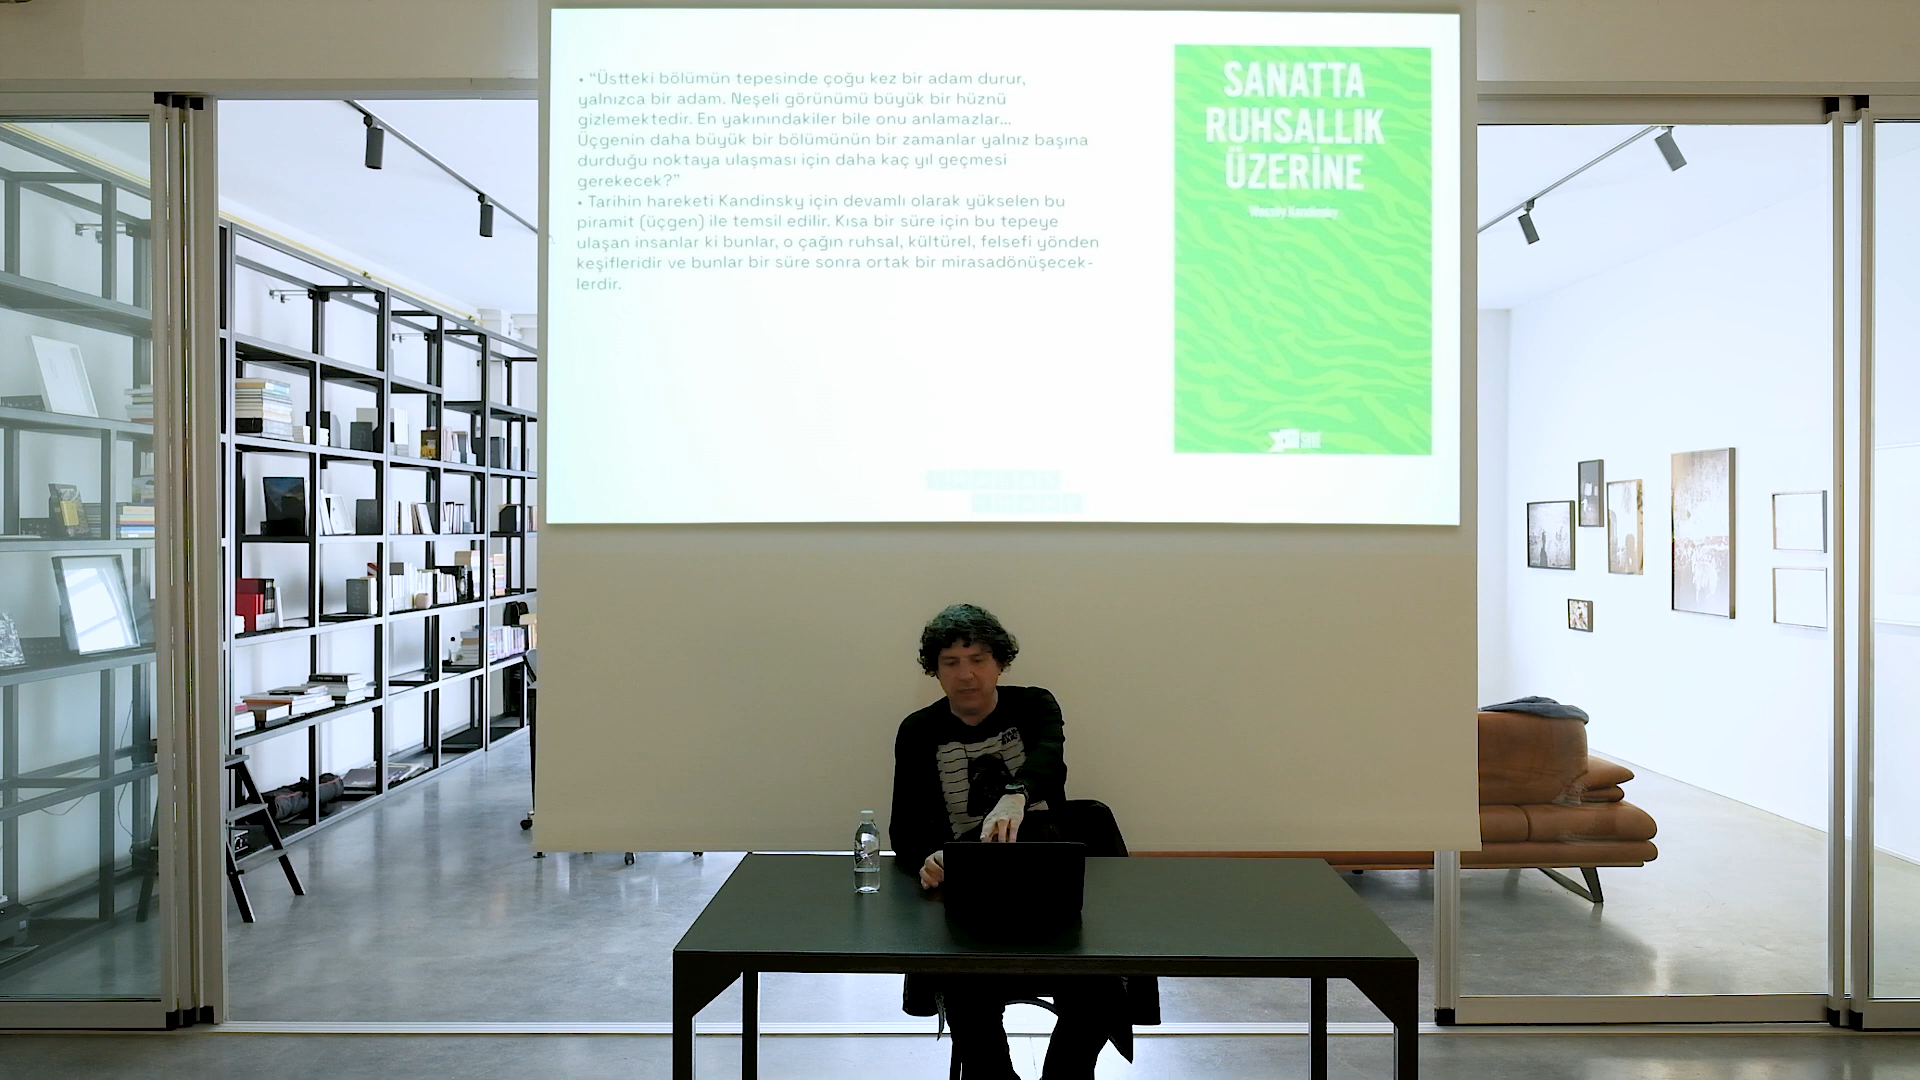 • “Üstteki bölümün tepesinde çoğu kez bir adam durur,
yalnızca bir adam. Neşeli görünümü büyük bir hüznü
gizlemektedir. En yakınındakiler bile onu anlamazlar...
Üçgenin daha büyük bir bölümünün bir zamanlar yalnız başına
durduğu noktaya ulaşması için daha kaç yıl geçmesi
gerekecek?”
• Tarihin hareketi Kandinsky için devamlı olarak yükselen bu
piramit (üçgen) ile temsil edilir. Kısa bir süre için bu tepeye
ulaşan insanlar ki bunlar, o çağın ruhsal, kültürel, felsefi yönden
keşifleridir ve bunlar bir süre sonra ortak bir mirasadönüşecek-
lerdir.
SANATTA
RUHSALLIK
ÜZERİNE
Wassily Kandinsky